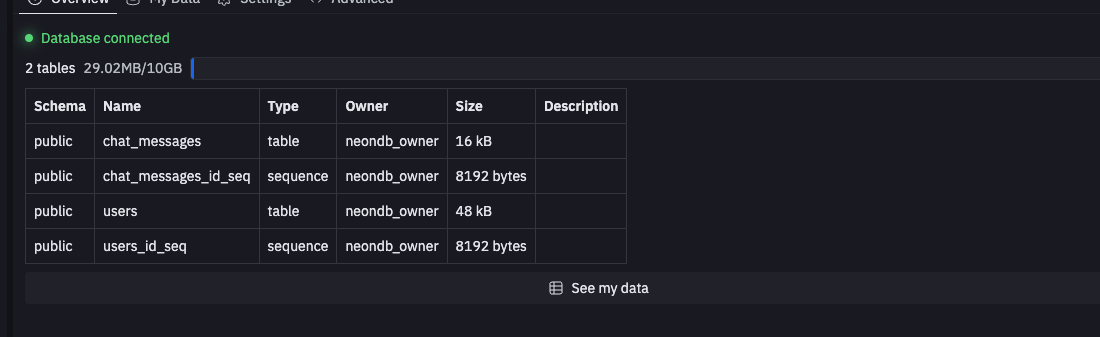 Overview My Data Settings Advanced
Database connected
2 tables 29.02MB/10GB
Schema Name Type Owner Size Description
public chat_messages table neondb_owner 16 kB
public chat_messages_id_seq sequence neondb_owner 8192 bytes
public users table neondb_owner 48 kB
public users_id_seq sequence neondb_owner 8192 bytes
See my data